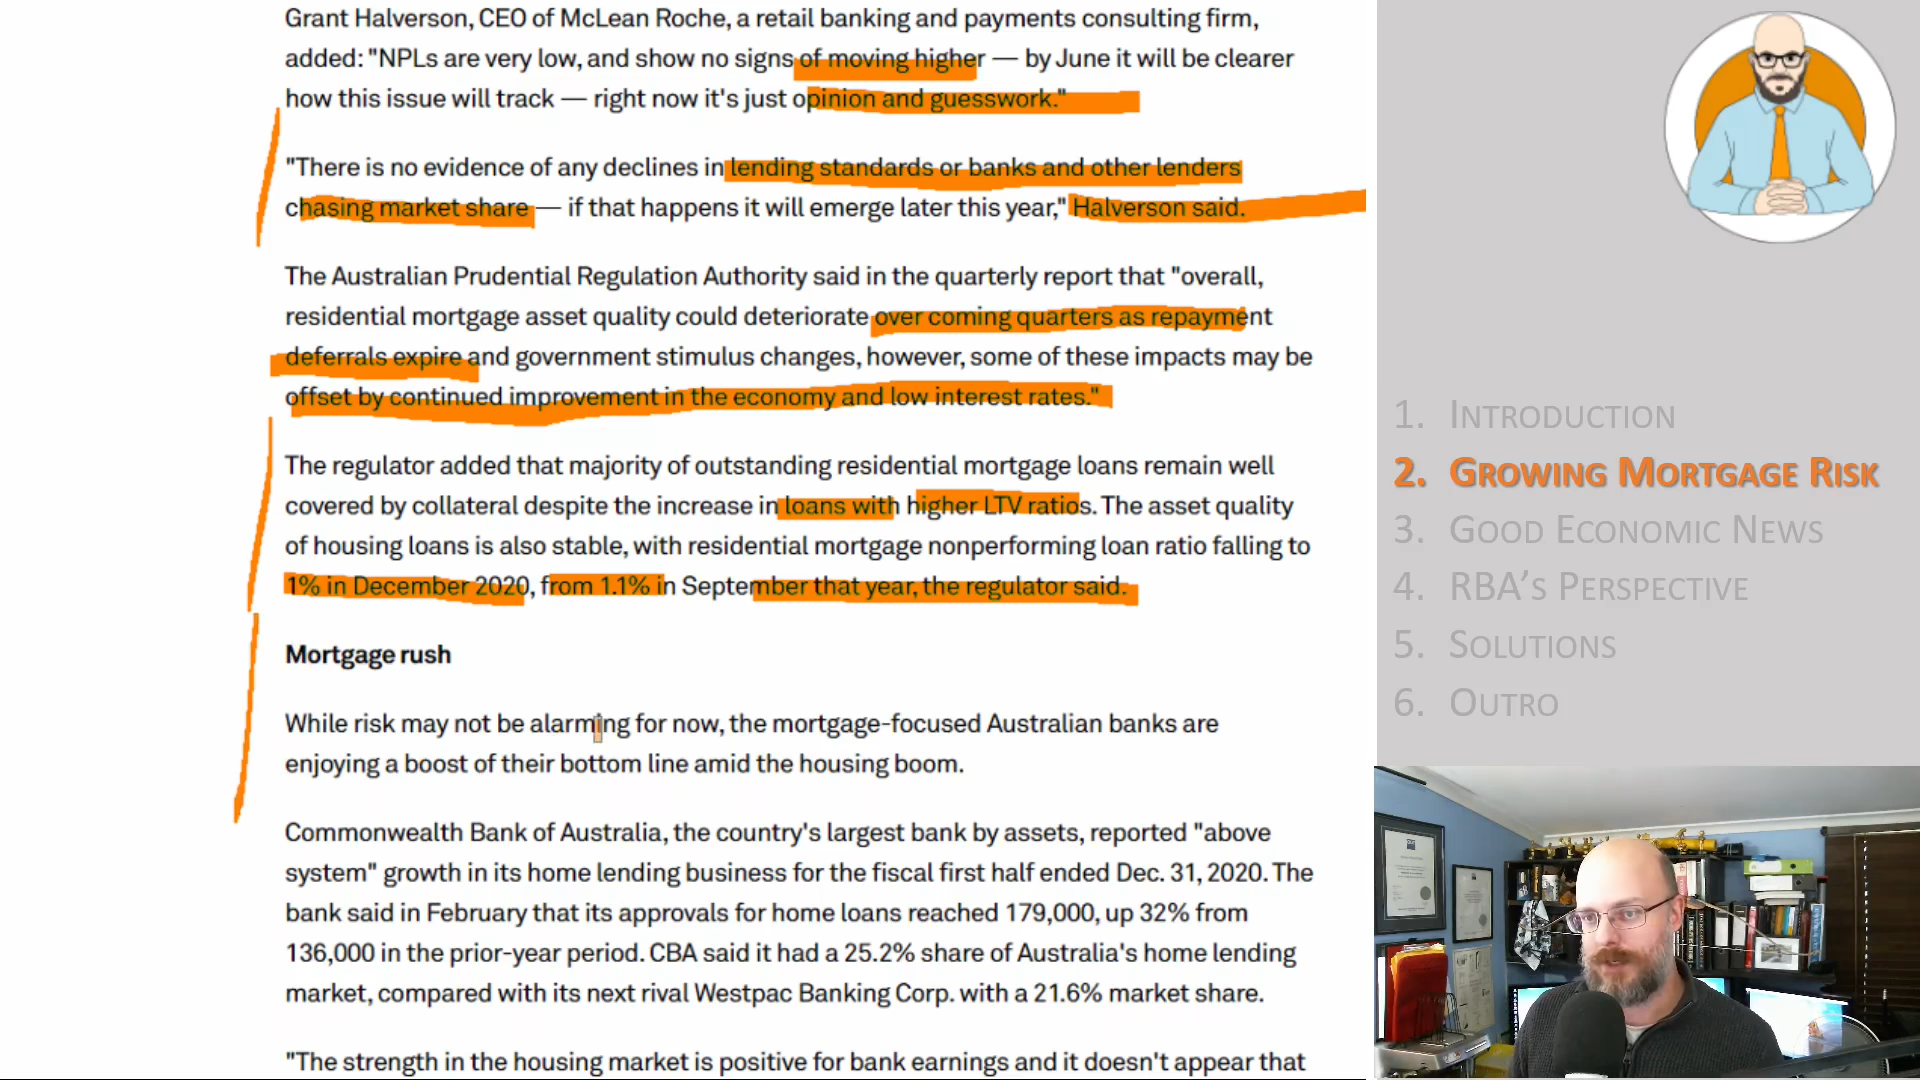 Grant Halverson, CEO of McLean Roche, a retail banking and payments consulting firm,
added: "NPLs are very low, and show no signs of moving higher — by June it will be clearer
how this issue will track — right now it's just opinion and guesswork."
"There is no evidence of any declines in lending standards or banks and other lenders
chasing market share — if that happens it will emerge later this year," Halverson said.
The Australian Prudential Regulation Authority said in the quarterly report that "overall,
residential mortgage asset quality could deteriorate over coming quarters as repayment
deferrals expire and government stimulus changes, however, some of these impacts may be
offset by continued improvement in the economy and low interest rates."
The regulator added that majority of outstanding residential mortgage loans remain well
covered by collateral despite the increase in loans with higher LTV ratios. The asset quality
of housing loans is also stable, with residential mortgage nonperforming loan ratio falling to
1% in December 2020, from 1.1% in September that year, the regulator said.
Mortgage rush
While risk may not be alarming for now, the mortgage-focused Australian banks are
enjoying a boost of their bottom line amid the housing boom.
Commonwealth Bank of Australia, the country's largest bank by assets, reported "above
system" growth in its home lending business for the fiscal first half ended Dec. 31, 2020. The
bank said in February that its approvals for home loans reached 179,000, up 32% from
136,000 in the prior-year period. CBA said it had a 25.2% share of Australia's home lending
market, compared with its next rival Westpac Banking Corp. with a 21.6% market share.
"The strength in the housing market is positive for bank earnings and it doesn't appear that
1. Introduction
2. Growing Mortgage Risk
3. Good Economic News
4. RBA's Perspective
5. Solutions
6. Outro